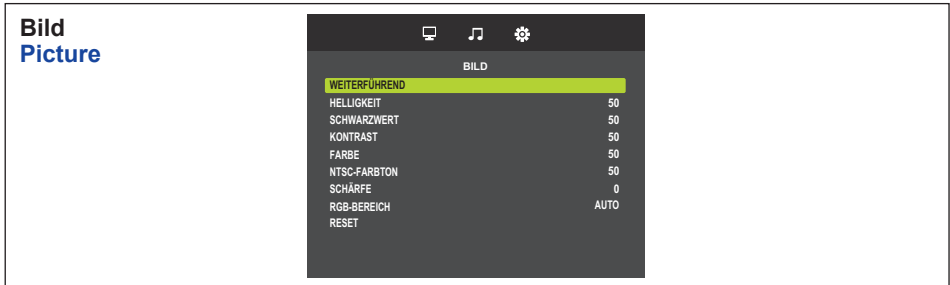 Bild
Picture
BILD
WEITERFÜHREND
HELLIGKEIT 50
SCHWARZWERT 50
KONTRAST 50
FARBE 50
NTSC-FARBTON 50
SCHÄRFE 0
RGB-BEREICH AUTO
RESET